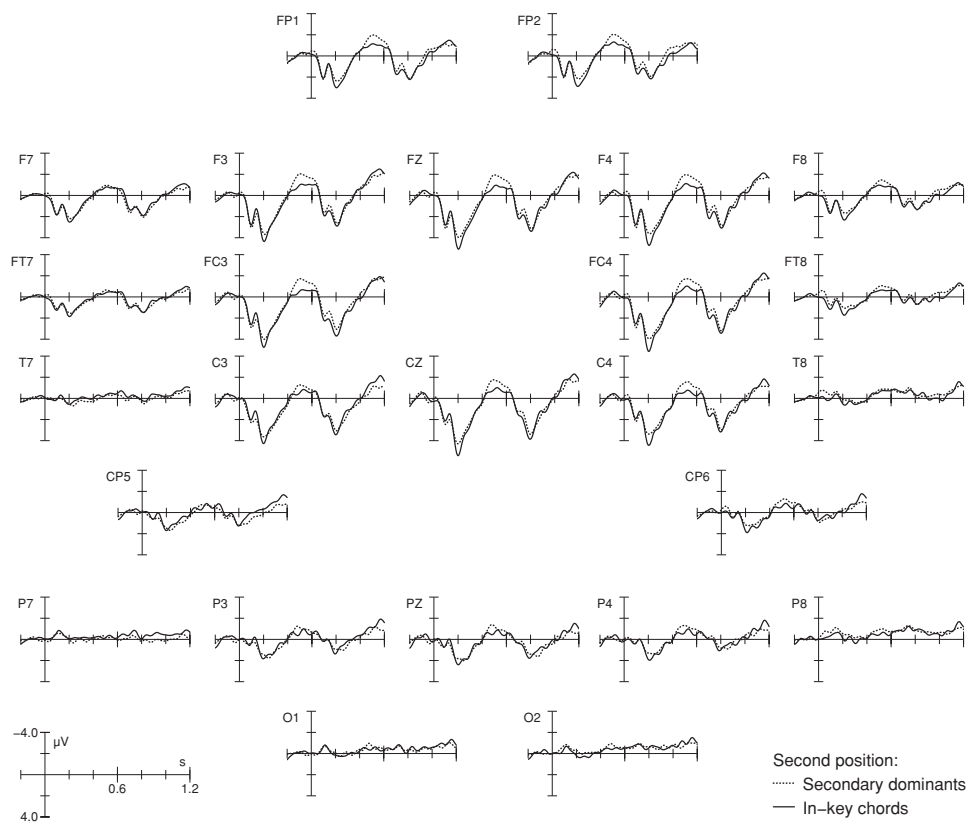 FP1 FP2
F7 F3 FZ F4 F8
FT7 FC3 FC4 FT8
T7 C3 CZ C4 T8
CP5 CP6
P7 P3 PZ P4 P8
O1 O2
−4.0
µV
s
0.6 1.2
4.0
Second position:
Secondary dominants
In−key chords